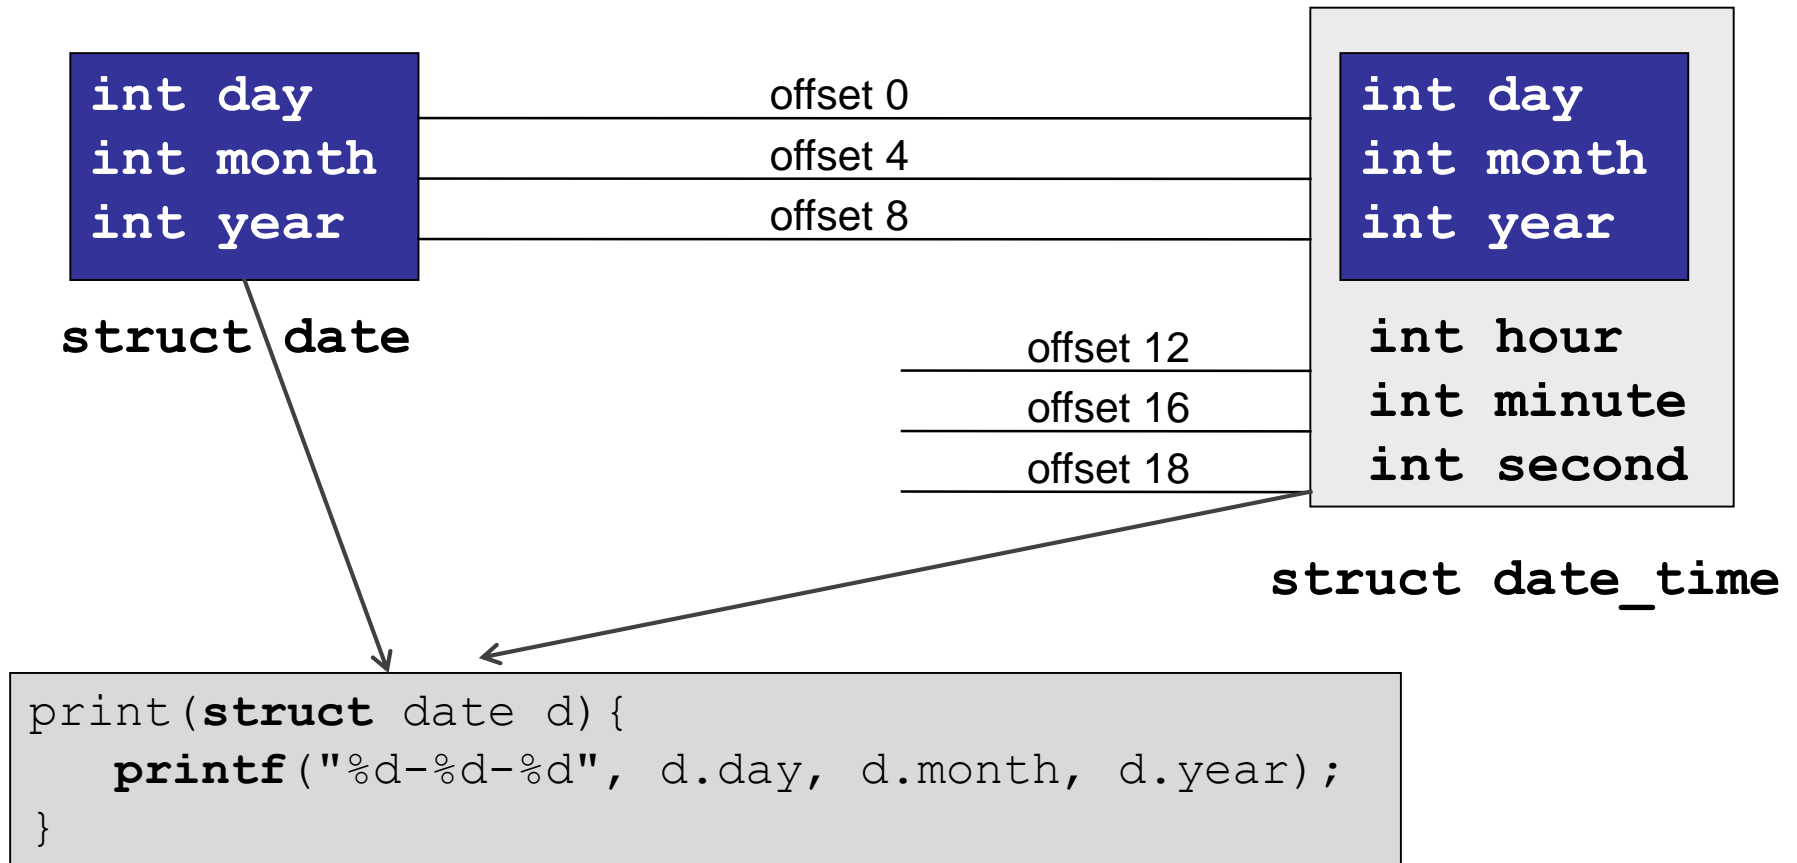 int day
int month
int year
struct date
offset 0
offset 4
offset 8
offset 12
offset 16
offset 18
int day
int month
int year
int hour
int minute
int second
struct date_time
print(struct date d){
printf("%d-%d-%d", d.day, d.month, d.year);
}